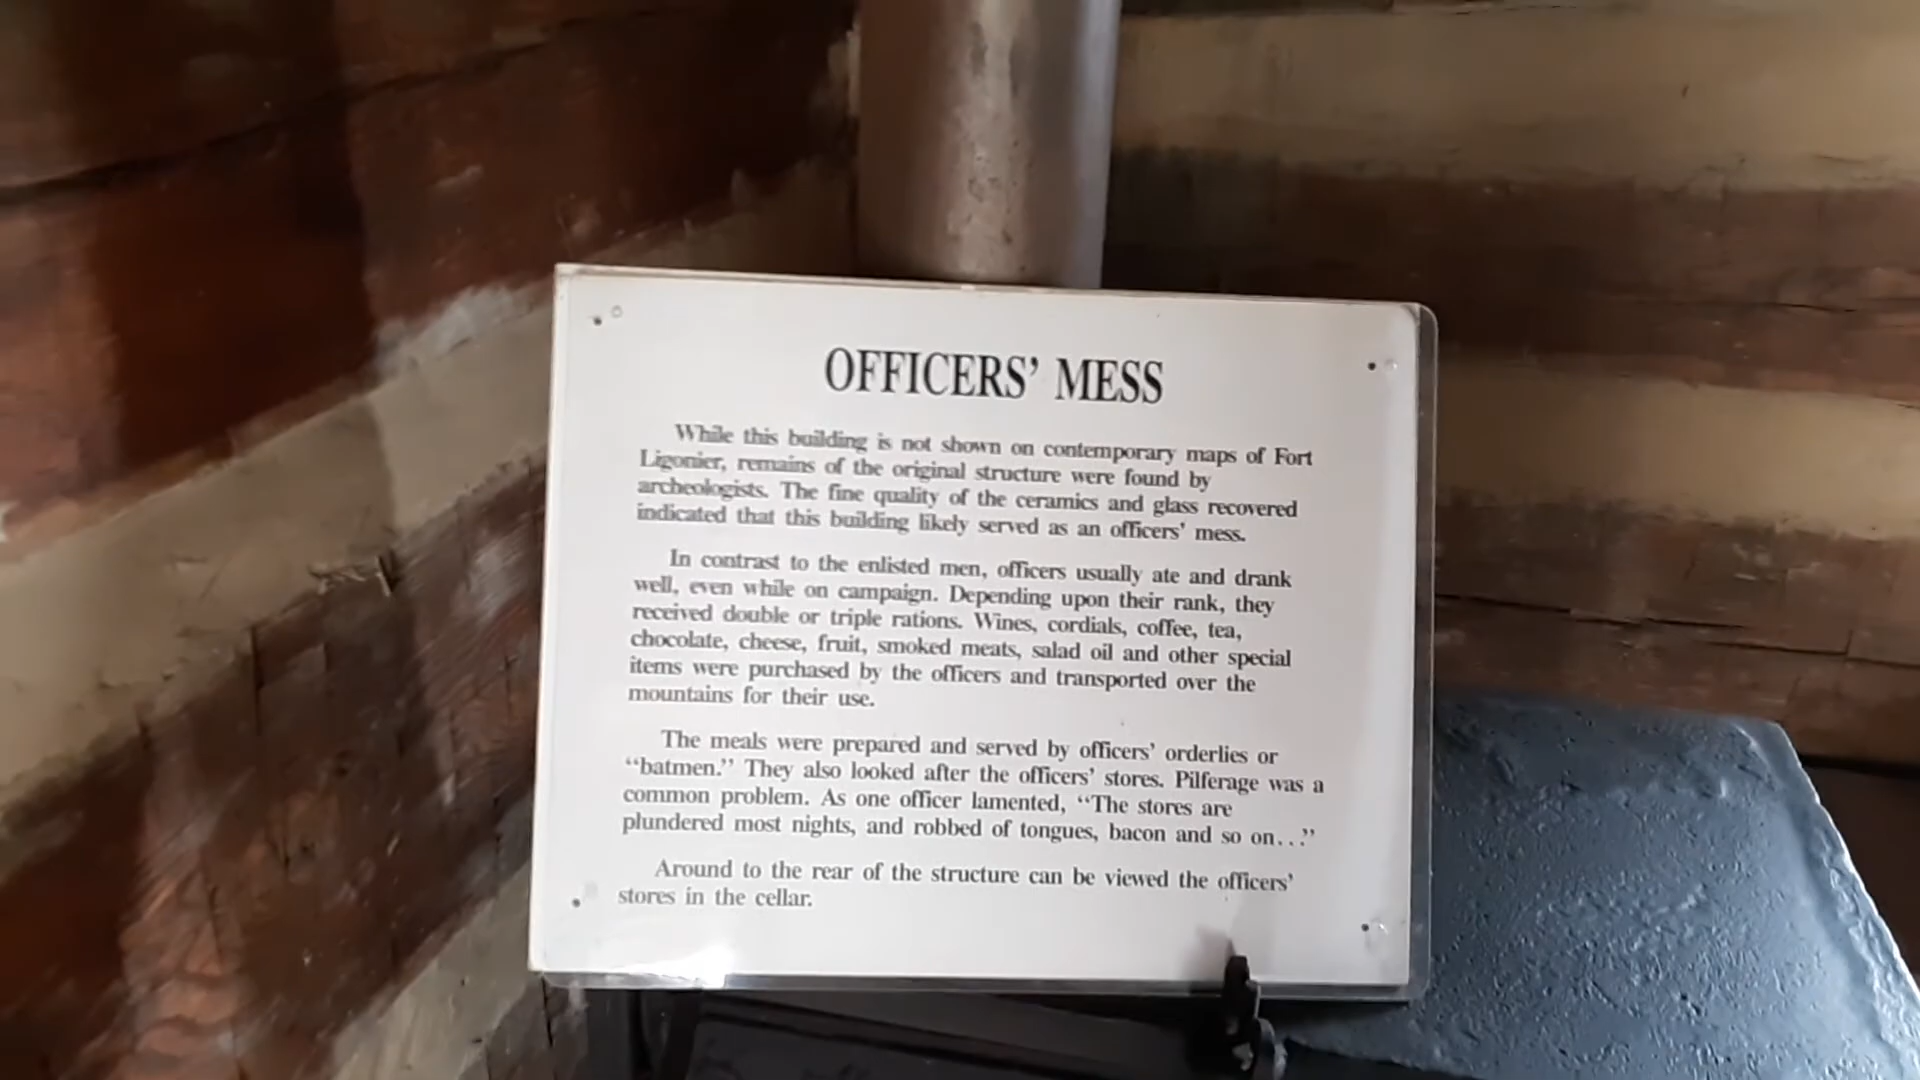 OFFICERS’ MESS
While this building is not shown on contemporary maps of Fort
Ligonier, remains of the original structure were found by
archeologists. The fine quality of the ceramics and glass recovered
indicated that this building likely served as an officers’ mess.
In contrast to the enlisted men, officers usually ate and drank
well, even while on campaign. Depending upon their rank, they
received double or triple rations. Wines, cordials, coffee, tea,
chocolate, cheese, fruit, smoked meats, salad oil and other special
items were purchased by the officers and transported over the
mountains for their use.
The meals were prepared and served by officers’ orderlies or
“batmen.” They also looked after the officers’ stores. Pilferage was a
common problem. As one officer lamented, “The stores are
plundered most nights, and robbed of tongues, bacon and so on...”
Around to the rear of the structure can be viewed the officers’
stores in the cellar.